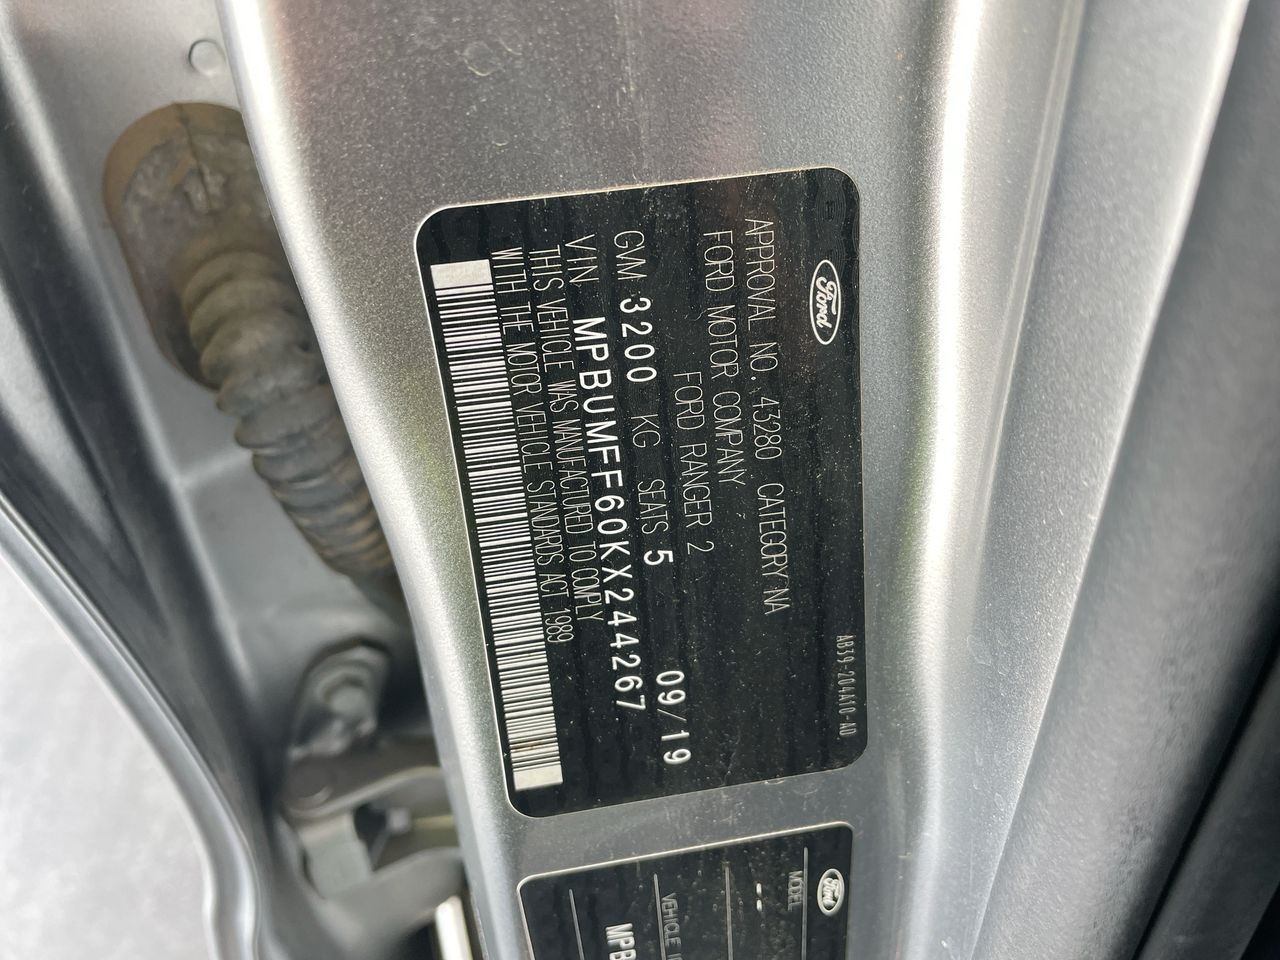 Ford
AB39-204A10-AD
APPROVAL NO. 43280 CATEGORY NA
FORD MOTOR COMPANY
FORD RANGER 2
09/19
GVM 3200 KG SEATS 5
VIN MPBUMFF60KX244267
THIS VEHICLE WAS MANUFACTURED TO COMPLY
WITH THE MOTOR VEHICLE STANDARDS ACT 1989
Ford
MODEL
--
VEHICLE
MPB